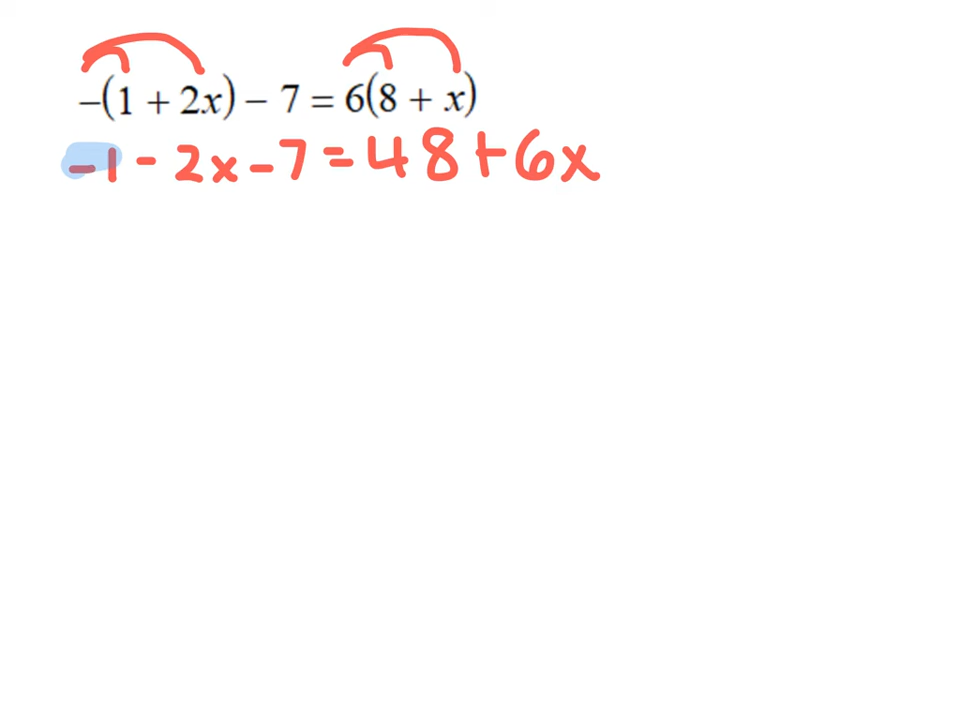 –(1 + 2x) – 7 = 6(8 + x)
-1 - 2x - 7 = 48 + 6x